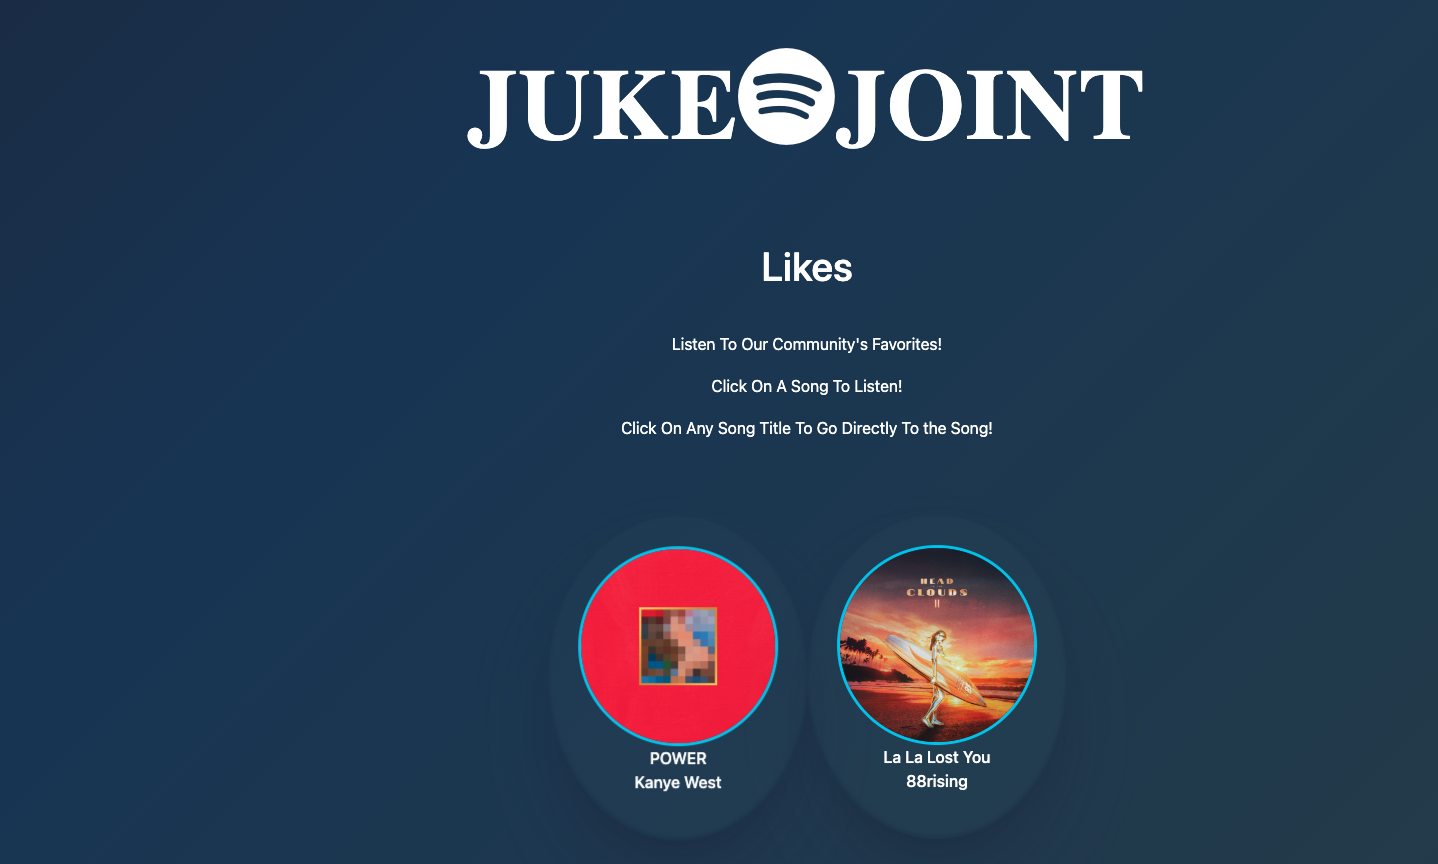 JUKE JOINT
Likes
Listen To Our Community's Favorites!
Click On A Song To Listen!
Click On Any Song Title To Go Directly To the Song!
HEAD
CLOUDS
II
POWER
Kanye West
La La Lost You
88rising